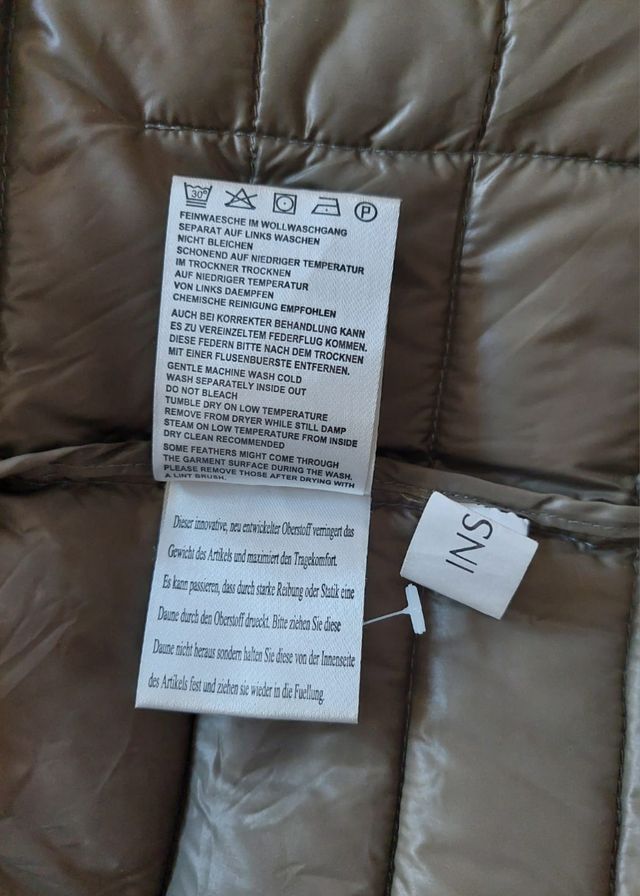 30°
P
FEINWAESCHE IM WOLLWASCHGANG
SEPARAT AUF LINKS WASCHEN
NICHT BLEICHEN
SCHONEND AUF NIEDRIGER TEMPERATUR
IM TROCKNER TROCKNEN
AUF NIEDRIGER TEMPERATUR
VON LINKS DAEMPFEN
CHEMISCHE REINIGUNG EMPFOHLEN
AUCH BEI KORREKTER BEHANDLUNG KANN
ES ZU VEREINZELTEM FEDERFLUG KOMMEN.
DIESE FEDERN BITTE NACH DEM TROCKNEN
MIT EINER FLUSENBUERSTE ENTFERNEN.
GENTLE MACHINE WASH COLD
WASH SEPARATELY INSIDE OUT
DO NOT BLEACH
TUMBLE DRY ON LOW TEMPERATURE
REMOVE FROM DRYER WHILE STILL DAMP
STEAM ON LOW TEMPERATURE FROM INSIDE
DRY CLEAN RECOMMENDED
SOME FEATHERS MIGHT COME THROUGH
THE GARMENT SURFACE DURING THE WASH.
PLEASE REMOVE THOSE AFTER DRYING WITH
A LINT BRUSH.
Dieser innovative, neu entwickelter Oberstoff verringert das
Gewicht des Artikels und maximiert den Tragekomfort.
Es kann passieren, dass durch starke Reibung oder Statik eine
Daune durch den Oberstoff drueckt. Bitte ziehen Sie diese
Daune nicht heraus sondern halten Sie diese von der Innenseite
des Artikels fest und ziehen sie wieder in die Fuellung.
INS